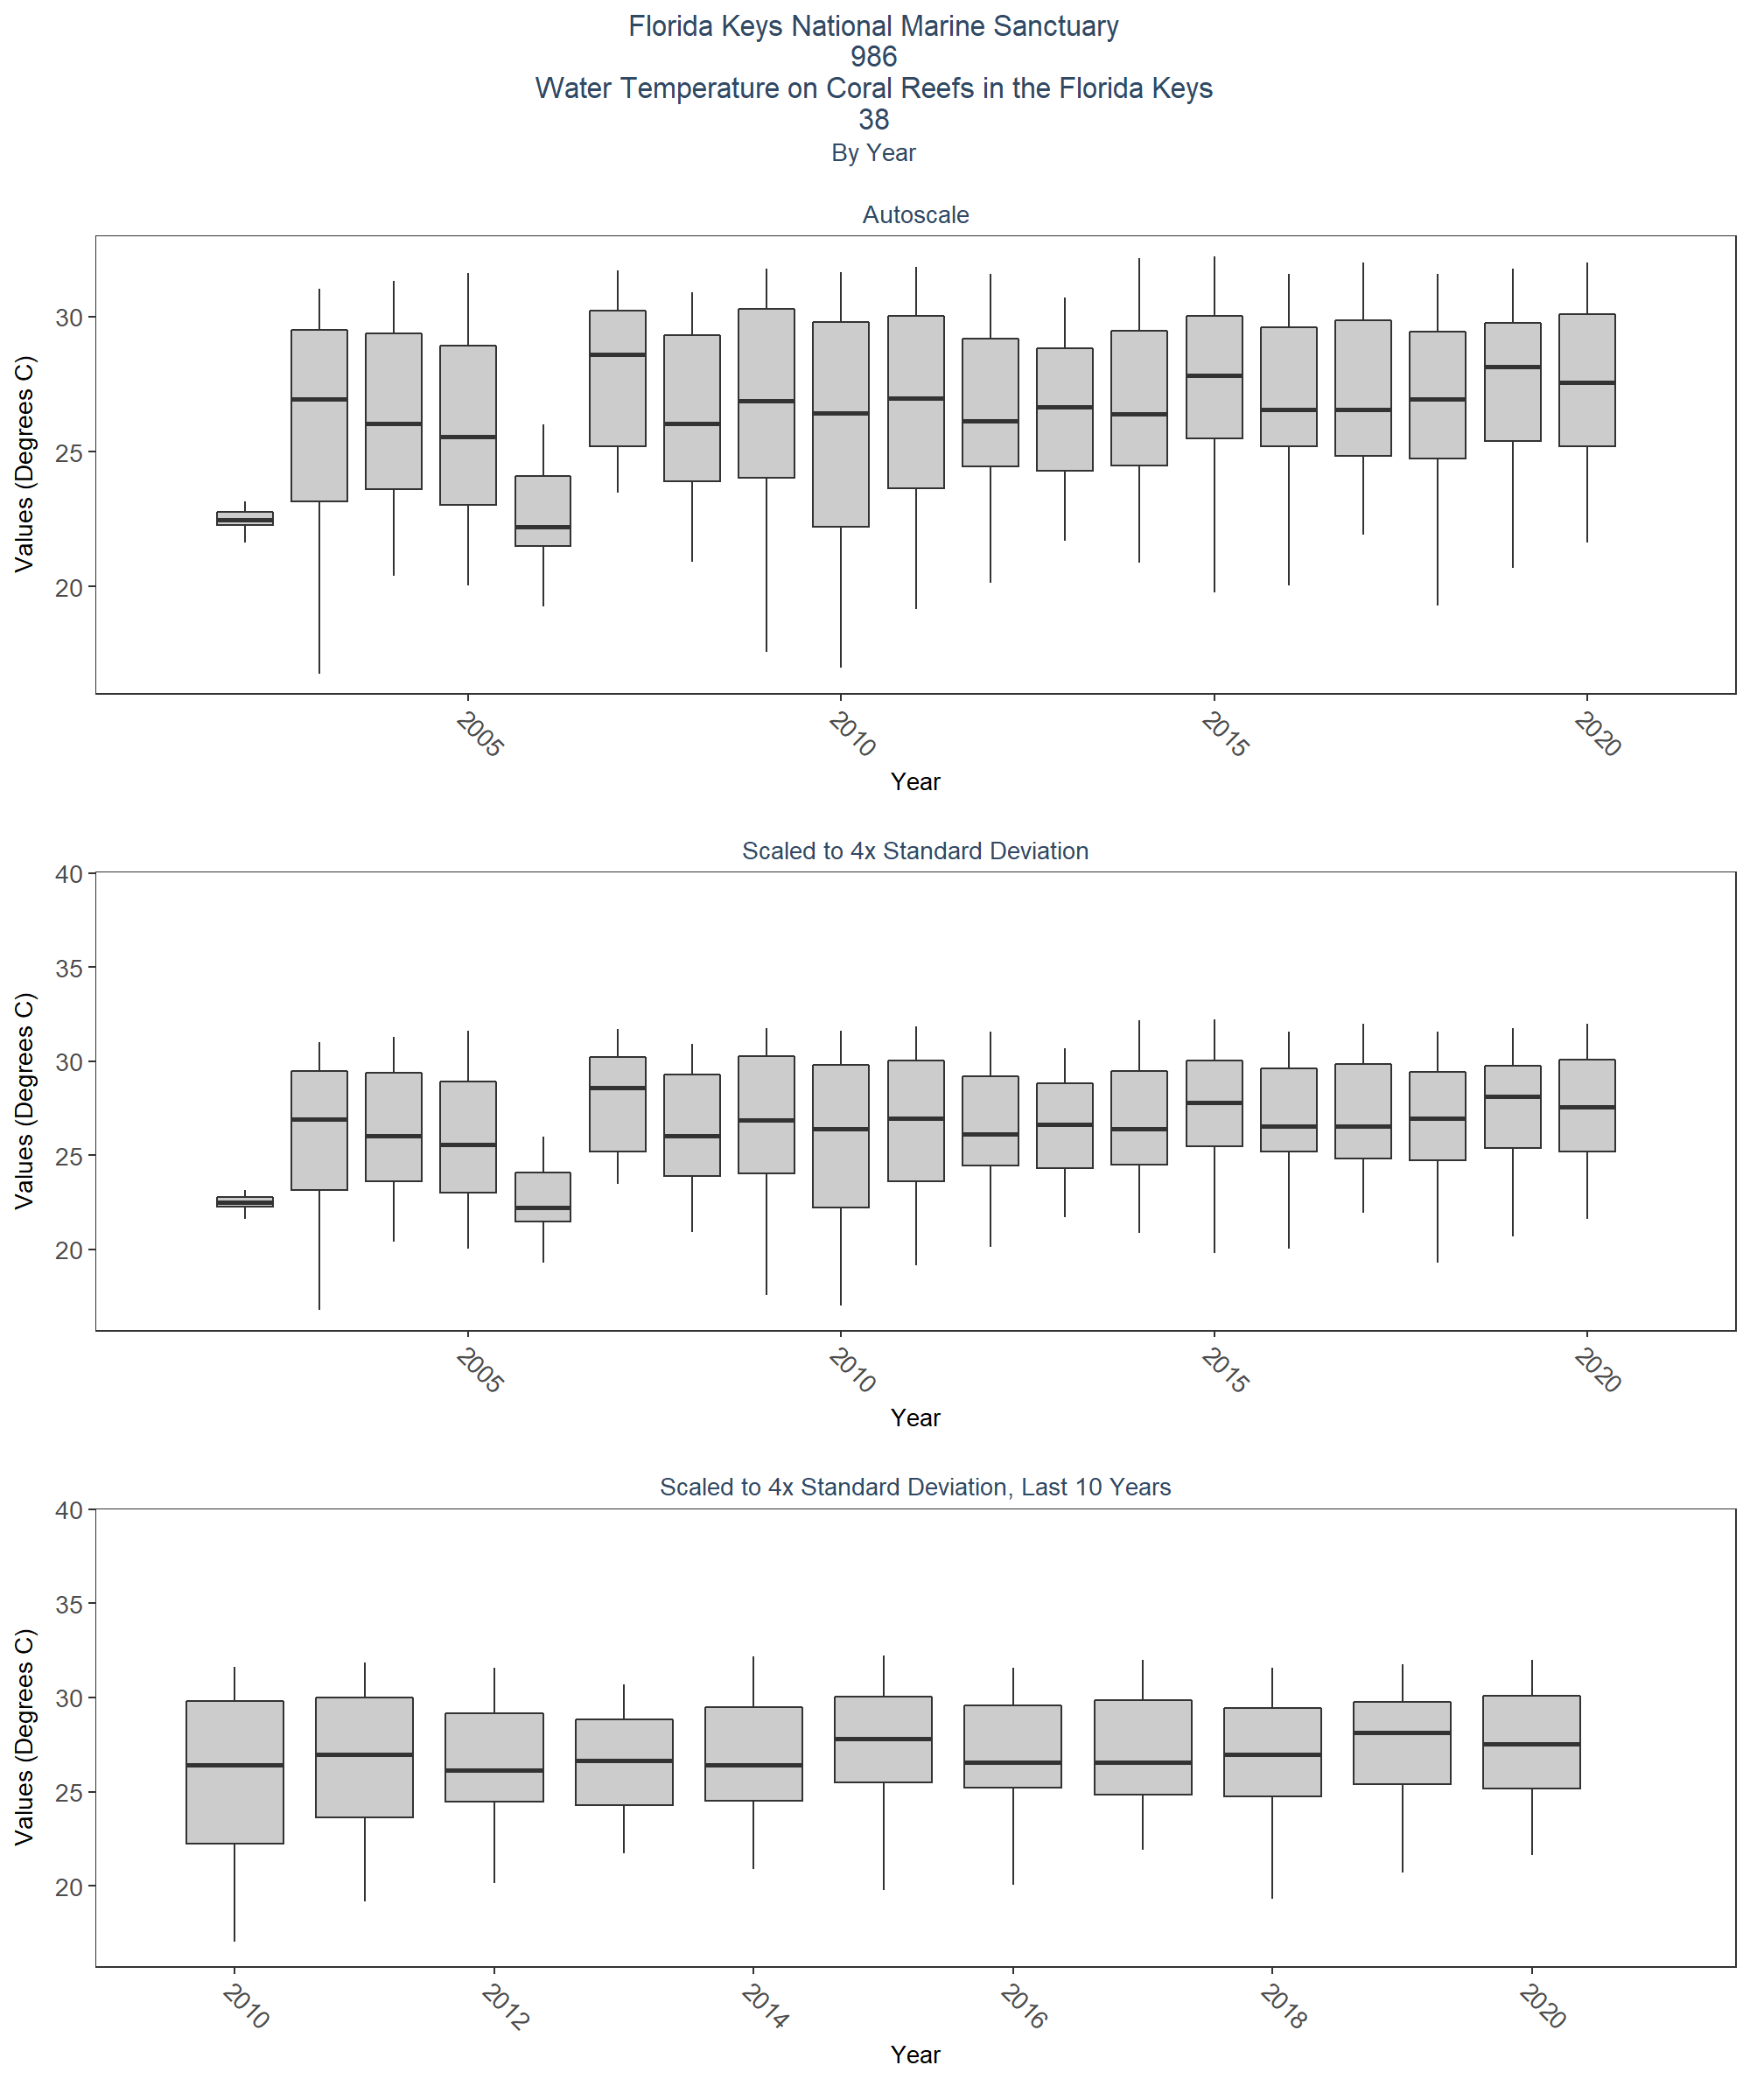 Florida Keys National Marine Sanctuary
986
Water Temperature on Coral Reefs in the Florida Keys
38
By Year
Autoscale
Values (Degrees C)
30
25
20
2005
2010
2015
2020
Year
Scaled to 4x Standard Deviation
Values (Degrees C)
40
35
30
25
20
2005
2010
2015
2020
Year
Scaled to 4x Standard Deviation, Last 10 Years
Values (Degrees C)
40
35
30
25
20
2010
2012
2014
2016
2018
2020
Year